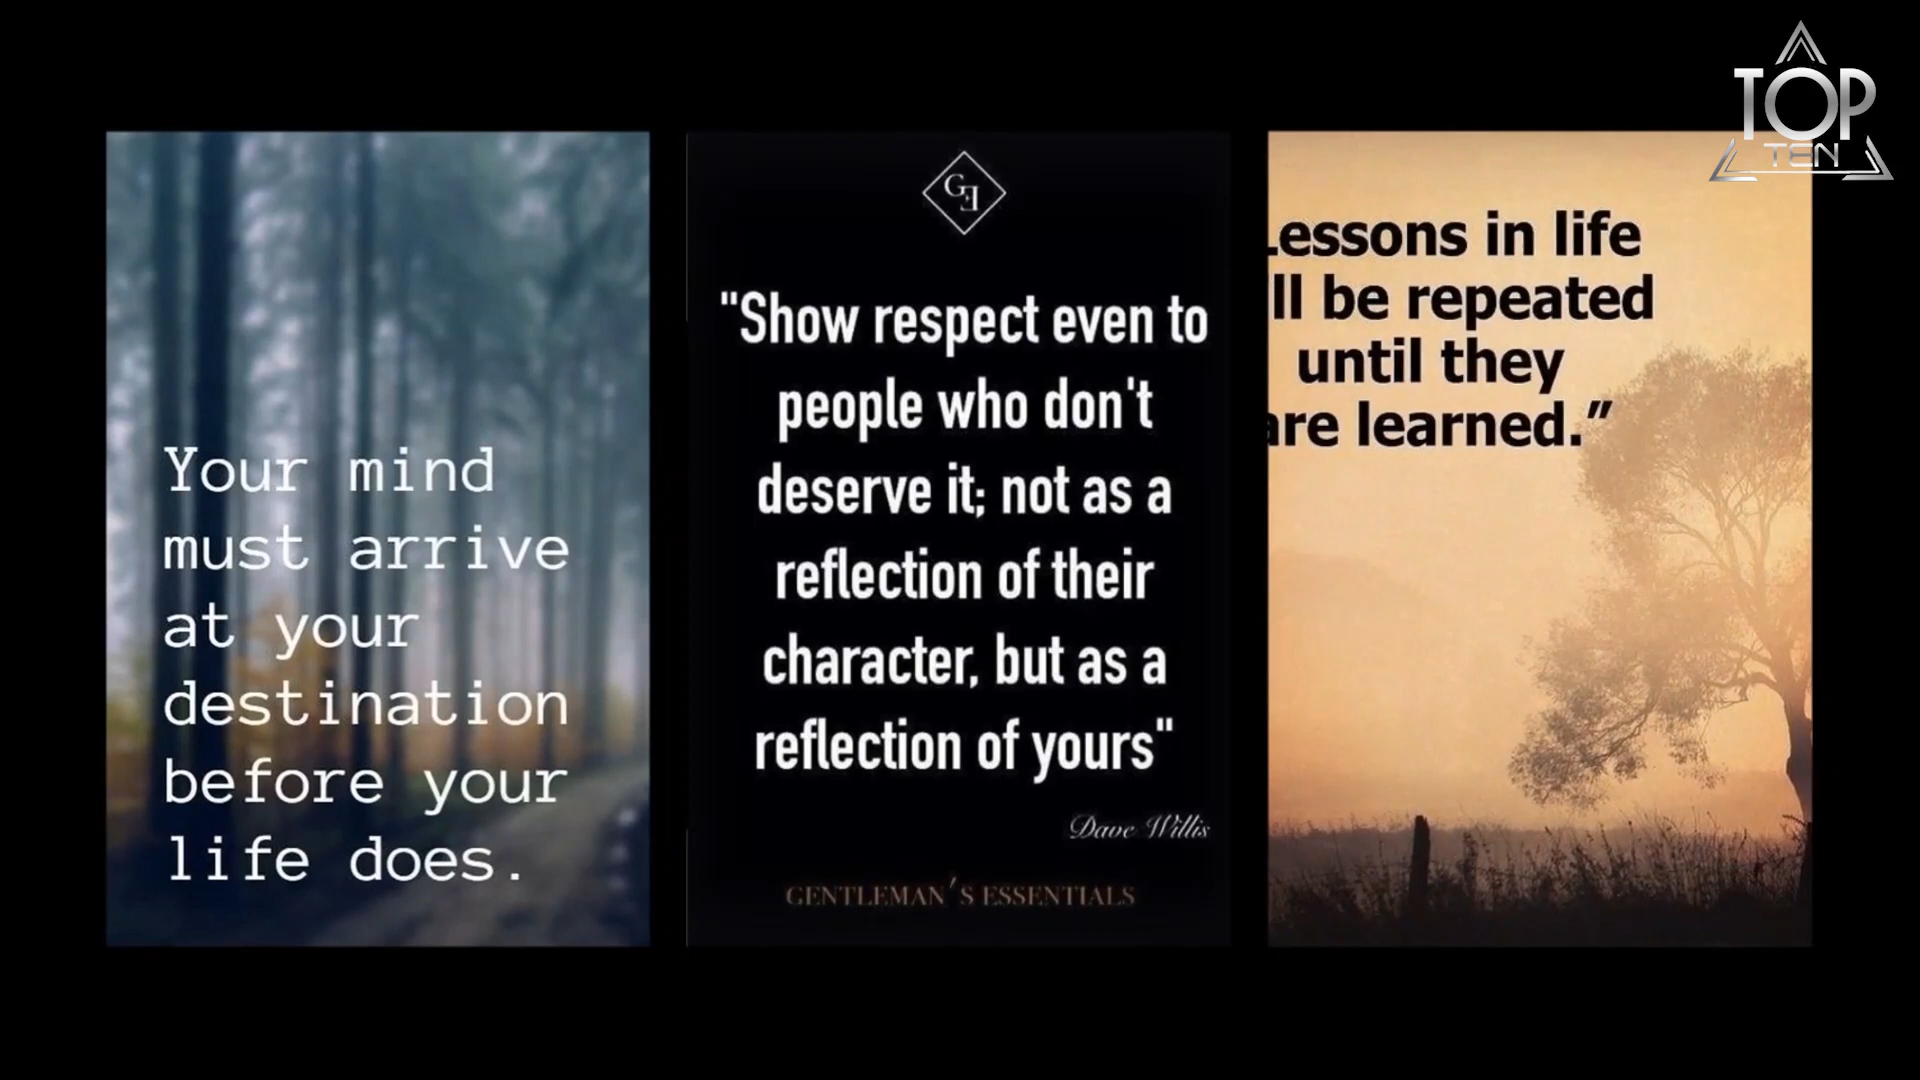 TOP
TEN
Your mind
must arrive
at your
destination
before your
life does.
GE
"Show respect even to
people who don't
deserve it; not as a
reflection of their
character, but as a
reflection of yours"
Dave Willis
GENTLEMAN'S ESSENTIALS
Lessons in life
ll be repeated
until they
are learned.”